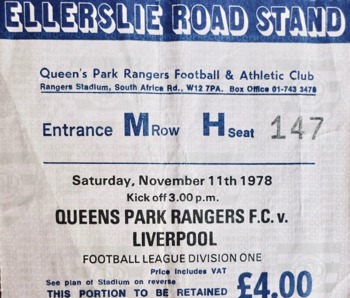 ELLERSLIE ROAD STAND
Queen's Park Rangers Football & Athletic Club
Rangers Stadium, South Africa Rd., W12 7PA. Box Office 01-743 3478
Entrance M Row H Seat 147
Saturday, November 11th 1978
Kick off 3.00 p.m.
QUEENS PARK RANGERS F.C. v.
LIVERPOOL
FOOTBALL LEAGUE DIVISION ONE
Price includes VAT
See plan of Stadium on reverse
THIS PORTION TO BE RETAINED £4.00